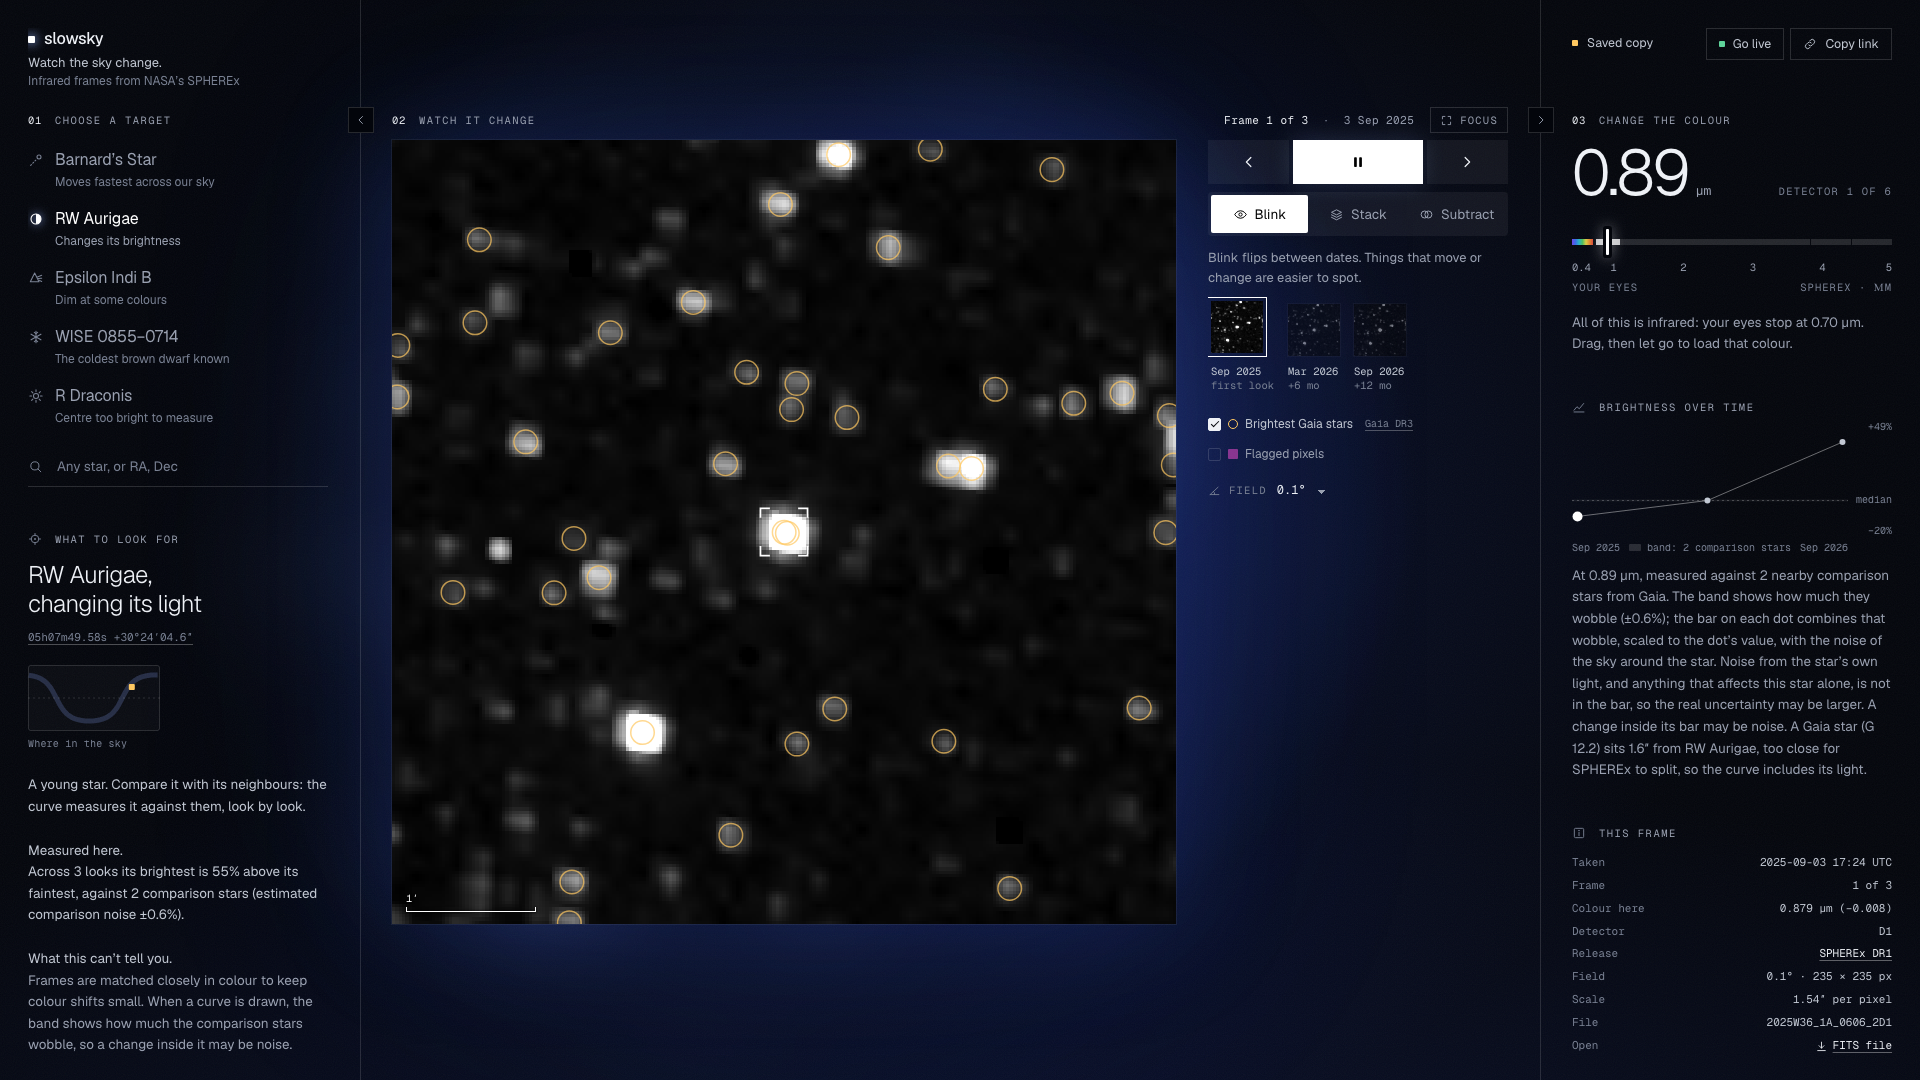 slowsky
Watch the sky change.
Infrared frames from NASA's SPHEREx
01 CHOOSE A TARGET
Barnard's Star
Moves fastest across our sky
RW Aurigae
Changes its brightness
Epsilon Indi B
Dim at some colours
WISE 0855–0714
The coldest brown dwarf known
R Draconis
Centre too bright to measure
Any star, or RA, Dec
WHAT TO LOOK FOR
RW Aurigae,
changing its light
05h07m49.58s +30°24'04.6"
Where in the sky
A young star. Compare it with its neighbours: the
curve measures it against them, look by look.
Measured here.
Across 3 looks its brightest is 55% above its
faintest, against 2 comparison stars (estimated
comparison noise ±0.6%).
What this can't tell you.
Frames are matched closely in colour to keep
colour shifts small. When a curve is drawn, the
band shows how much the comparison stars
wobble, so a change inside it may be noise.
02 WATCH IT CHANGE
Frame 1 of 3 · 3 Sep 2025
FOCUS
1'
Blink
Stack
Subtract
Blink flips between dates. Things that move or
change are easier to spot.
Sep 2025
first look
Mar 2026
+6 mo
Sep 2026
+12 mo
Brightest Gaia stars Gaia DR3
Flagged pixels
FIELD 0.1°
Saved copy
Go live
Copy link
03 CHANGE THE COLOUR
0.89 µm
DETECTOR 1 OF 6
0.4 1 2 3 4 5
YOUR EYES
SPHEREX · MM
All of this is infrared: your eyes stop at 0.70 µm.
Drag, then let go to load that colour.
BRIGHTNESS OVER TIME
+49%
median
−20%
Sep 2025 band: 2 comparison stars Sep 2026
At 0.89 µm, measured against 2 nearby comparison
stars from Gaia. The band shows how much they
wobble (±0.6%); the bar on each dot combines that
wobble, scaled to the dot's value, with the noise of
the sky around the star. Noise from the star's own
light, and anything that affects this star alone, is not
in the bar, so the real uncertainty may be larger. A
change inside its bar may be noise. A Gaia star (G
12.2) sits 1.6″ from RW Aurigae, too close for
SPHEREx to split, so the curve includes its light.
THIS FRAME
Taken 2025-09-03 17:24 UTC
Frame 1 of 3
Colour here 0.879 µm (−0.008)
Detector D1
Release SPHEREx DR1
Field 0.1° · 235 × 235 px
Scale 1.54″ per pixel
File 2025W36_1A_0606_2D1
Open FITS file